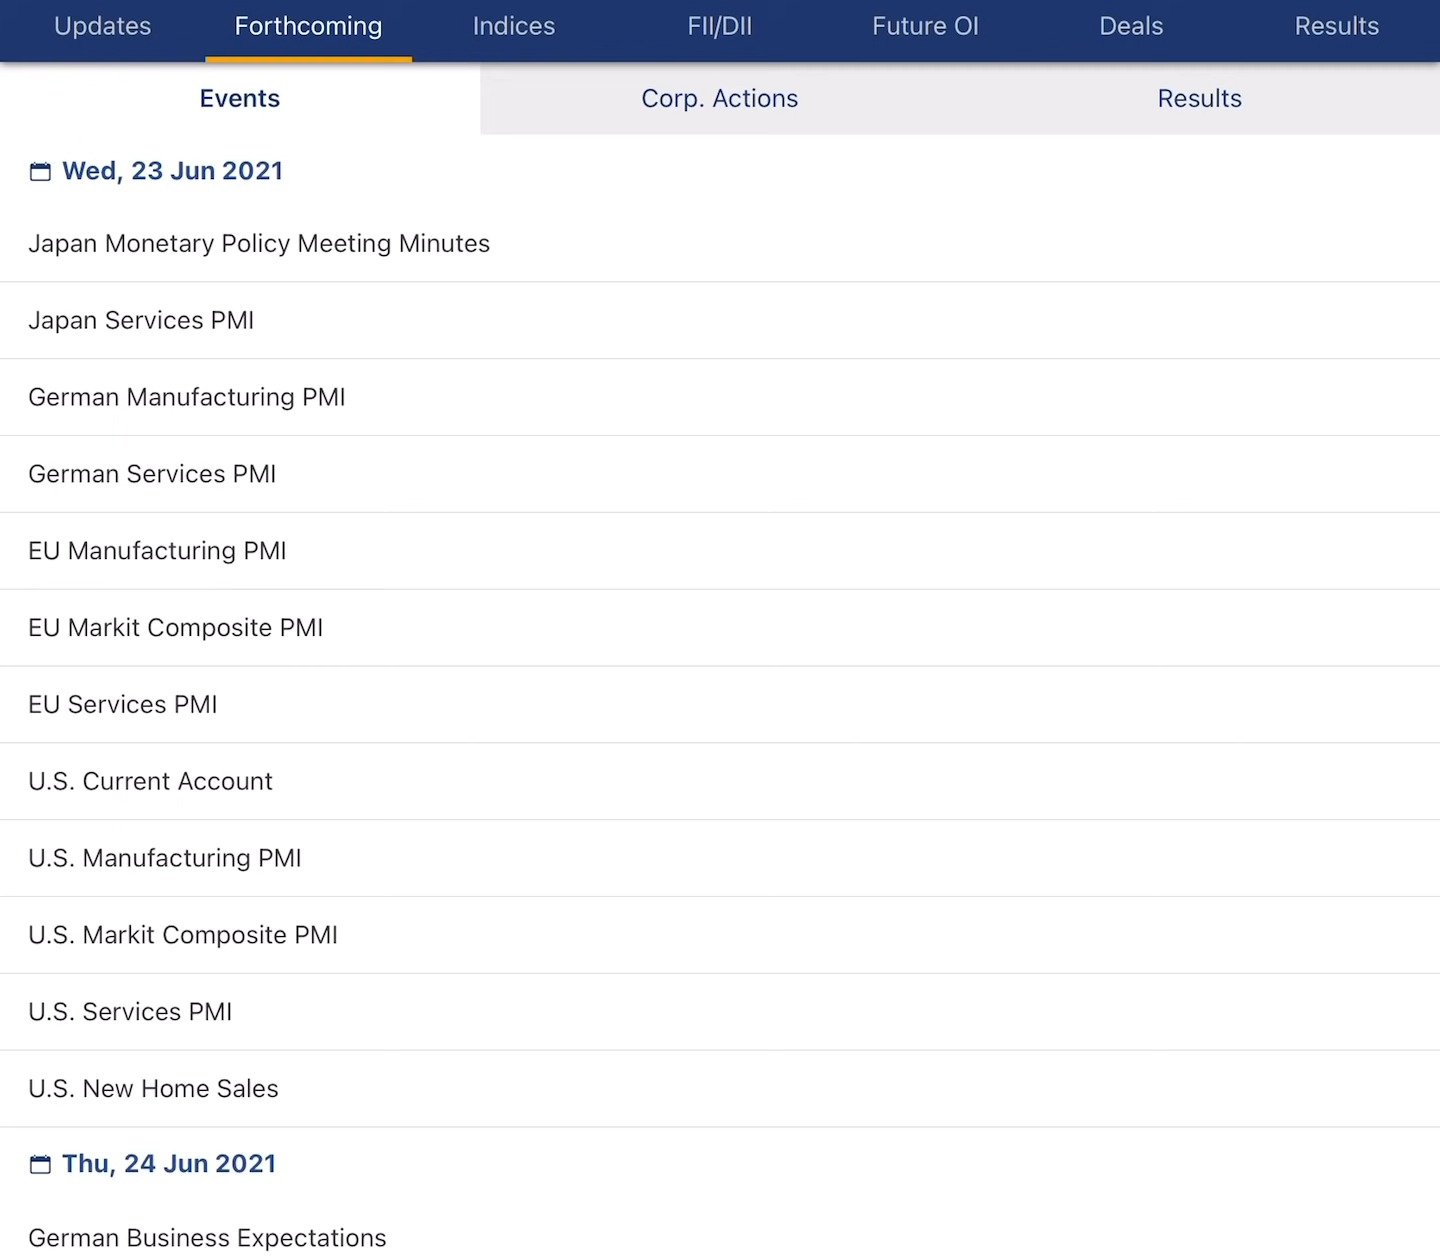 Updates Forthcoming Indices FII/DII Future OI Deals Results
Events Corp. Actions Results
Wed, 23 Jun 2021
Japan Monetary Policy Meeting Minutes
Japan Services PMI
German Manufacturing PMI
German Services PMI
EU Manufacturing PMI
EU Markit Composite PMI
EU Services PMI
U.S. Current Account
U.S. Manufacturing PMI
U.S. Markit Composite PMI
U.S. Services PMI
U.S. New Home Sales
Thu, 24 Jun 2021
German Business Expectations